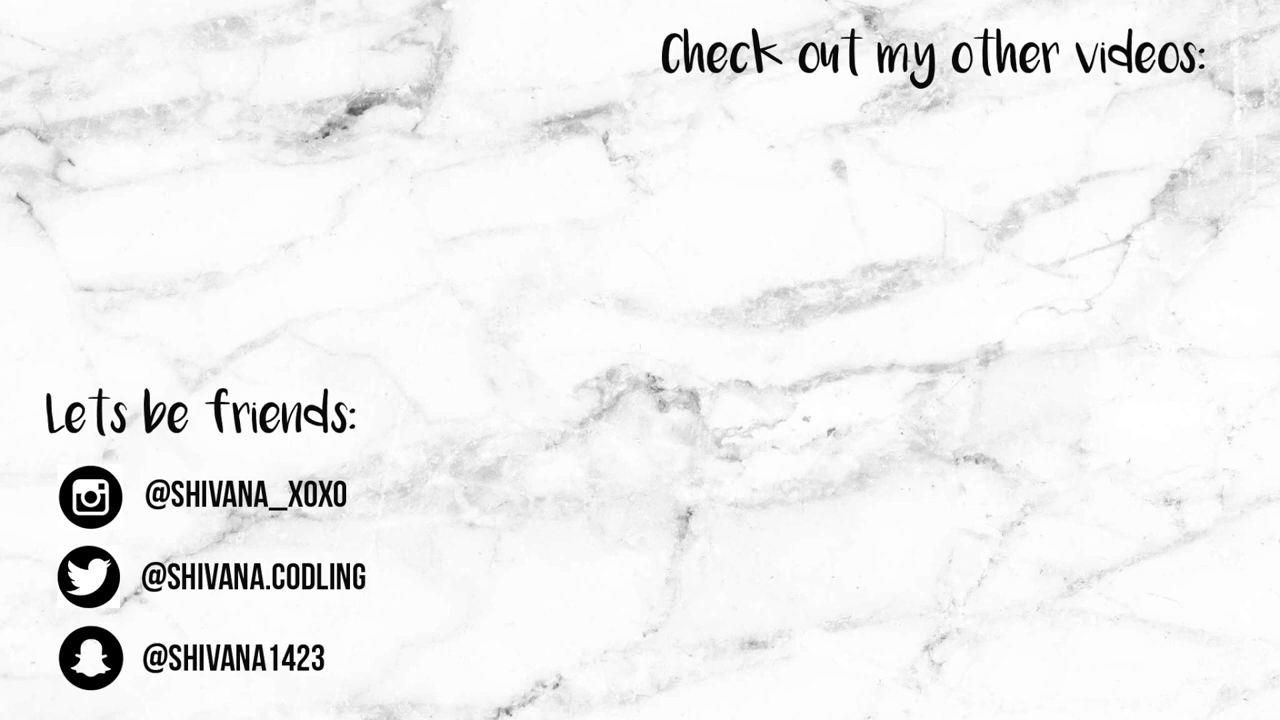 Check out my other videos:
Lets be friends:
@SHIVANA_XOXO
@SHIVANA.CODLING
@SHIVANA1423